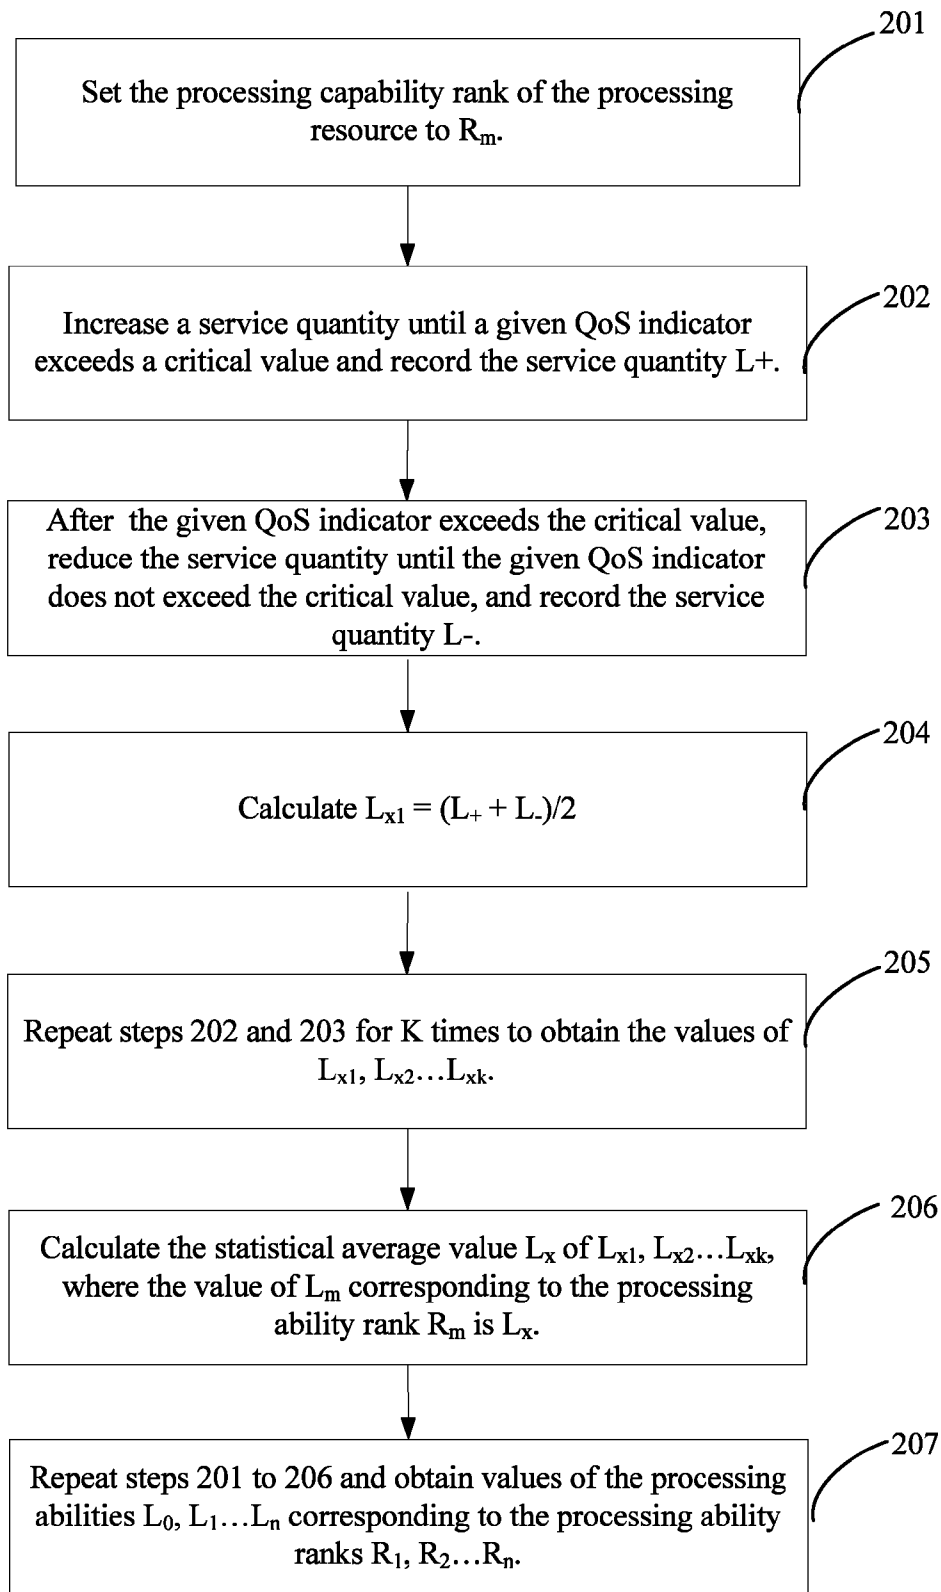 201
Set the processing capability rank of the processing
resource to Rm.
202
Increase a service quantity until a given QoS indicator
exceeds a critical value and record the service quantity L+.
203
After the given QoS indicator exceeds the critical value,
reduce the service quantity until the given QoS indicator
does not exceed the critical value, and record the service
quantity L-.
204
Calculate Lx1 = (L+ + L-)/2
205
Repeat steps 202 and 203 for K times to obtain the values of
Lx1, Lx2…Lxk.
206
Calculate the statistical average value Lx of Lx1, Lx2…Lxk,
where the value of Lm corresponding to the processing
ability rank Rm is Lx.
207
Repeat steps 201 to 206 and obtain values of the processing
abilities L0, L1…Ln corresponding to the processing ability
ranks R1, R2…Rn.